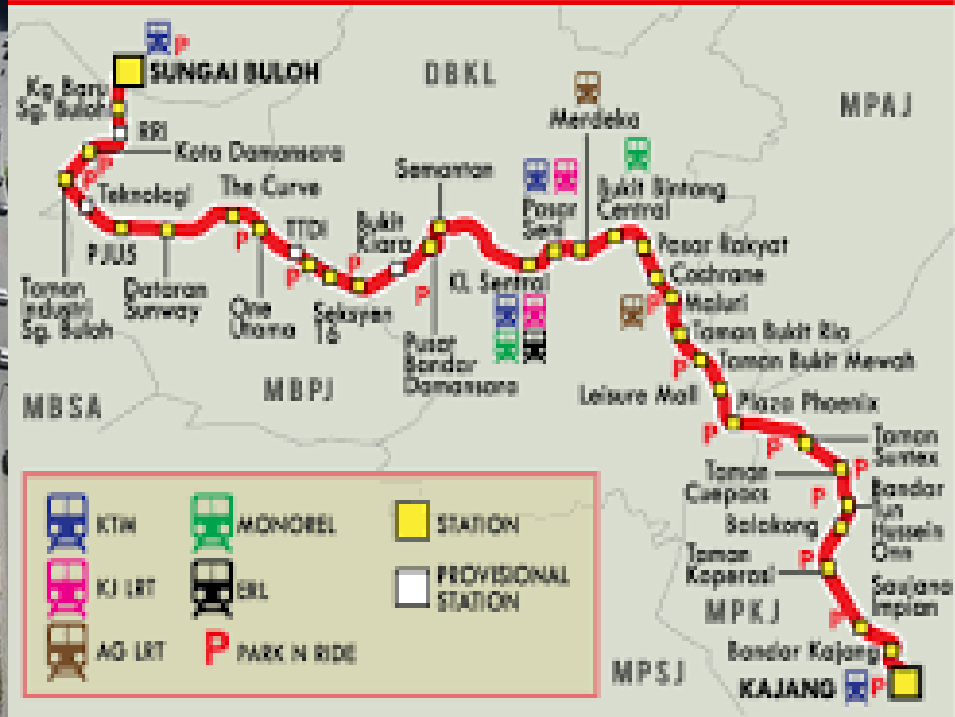 P
SUNGAI BULOH
Kg Baru
Sg. Buloh
RRI
Kota Damansara
P
P
Teknologi
The Curve
PJU5
Taman
Industri
Sg. Buloh
Dataran
Sunway
P
One
Utama
TTDI
P
P
Seksyen
16
Bukit
Kiara
P
Semantan
Pusat
Bandar
Damansara
KL Sentral
Pasar
Seni
Merdeka
Bukit Bintang
Central
Pasar Rakyat
Cochrane
P
Maluri
Taman Bukit Ria
P
Taman Bukit Mewah
Leisure Mall
Plaza Phoenix
P
P
Taman
Suntex
P
Taman
Cuepacs
P
Bandar
Tun
Hussein
Onn
Balakong
P
Taman
Koperasi
Saujana
Impian
P
Bandar Kajang
KAJANG
P
DBKL
MPAJ
MBSA
MBPJ
MPKJ
MPSJ
KTM
MONOREL
STATION
KJ LRT
ERL
PROVISIONAL
STATION
AG LRT
P PARK N RIDE